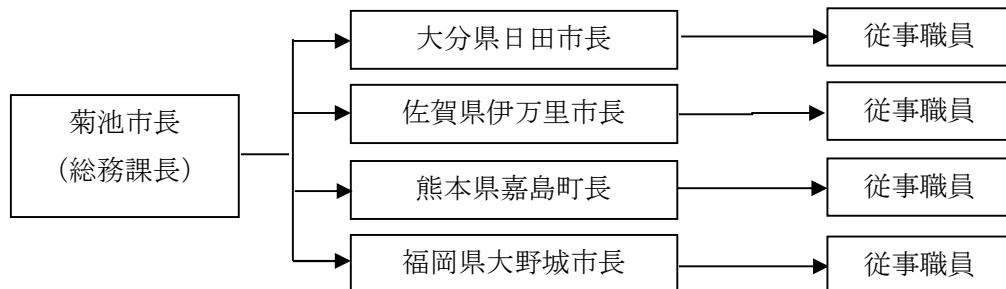 大分県日田市長
従事職員
佐賀県伊万里市長
従事職員
菊池市長
(総務課長)
熊本県嘉島町長
従事職員
福岡県大野城市長
従事職員